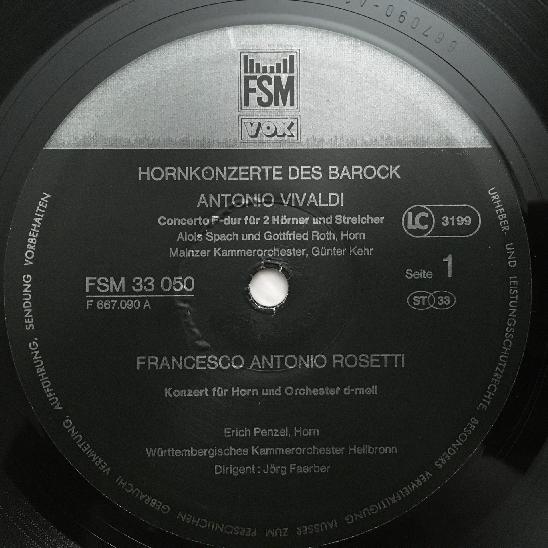 FSM
VOX
HORNKONZERTE DES BAROCK
ANTONIO VIVALDI
Concerto F-dur für 2 Hörner und Streicher
Alois Spach und Gottfried Roth, Horn
Mainzer Kammerorchester, Günter Kehr
LC 3199
FSM 33 050
F 667.090 A
Seite 1
ST 33
FRANCESCO ANTONIO ROSETTI
Konzert für Horn und Orchester d-moll
Erich Penzel, Horn
Württembergisches Kammerorchester Heilbronn
Dirigent: Jörg Faerber
URHEBER- UND LEISTUNGSSCHUTZRECHTE, BESONDERS VERVIELFÄLTIGUNG (AUSSER ZUM PERSÖNLICHEN GEBRAUCH) VERMIETUNG, AUFFÜHRUNG, SENDUNG VORBEHALTEN